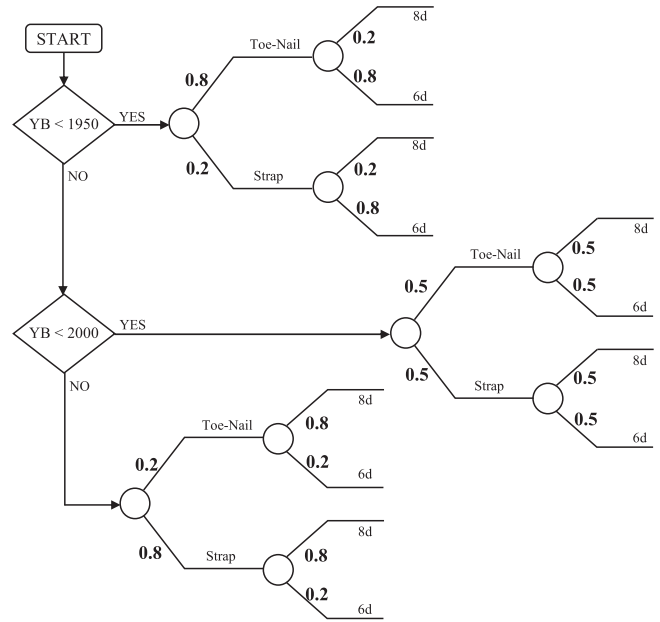 START
YB < 1950
YES
NO
0.8
Toe-Nail
0.2
8d
0.8
6d
0.2
Strap
0.2
8d
0.8
6d
YB < 2000
YES
NO
0.5
Toe-Nail
0.5
8d
0.5
6d
0.5
Strap
0.5
8d
0.5
6d
0.2
Toe-Nail
0.8
8d
0.2
6d
0.8
Strap
0.8
8d
0.2
6d